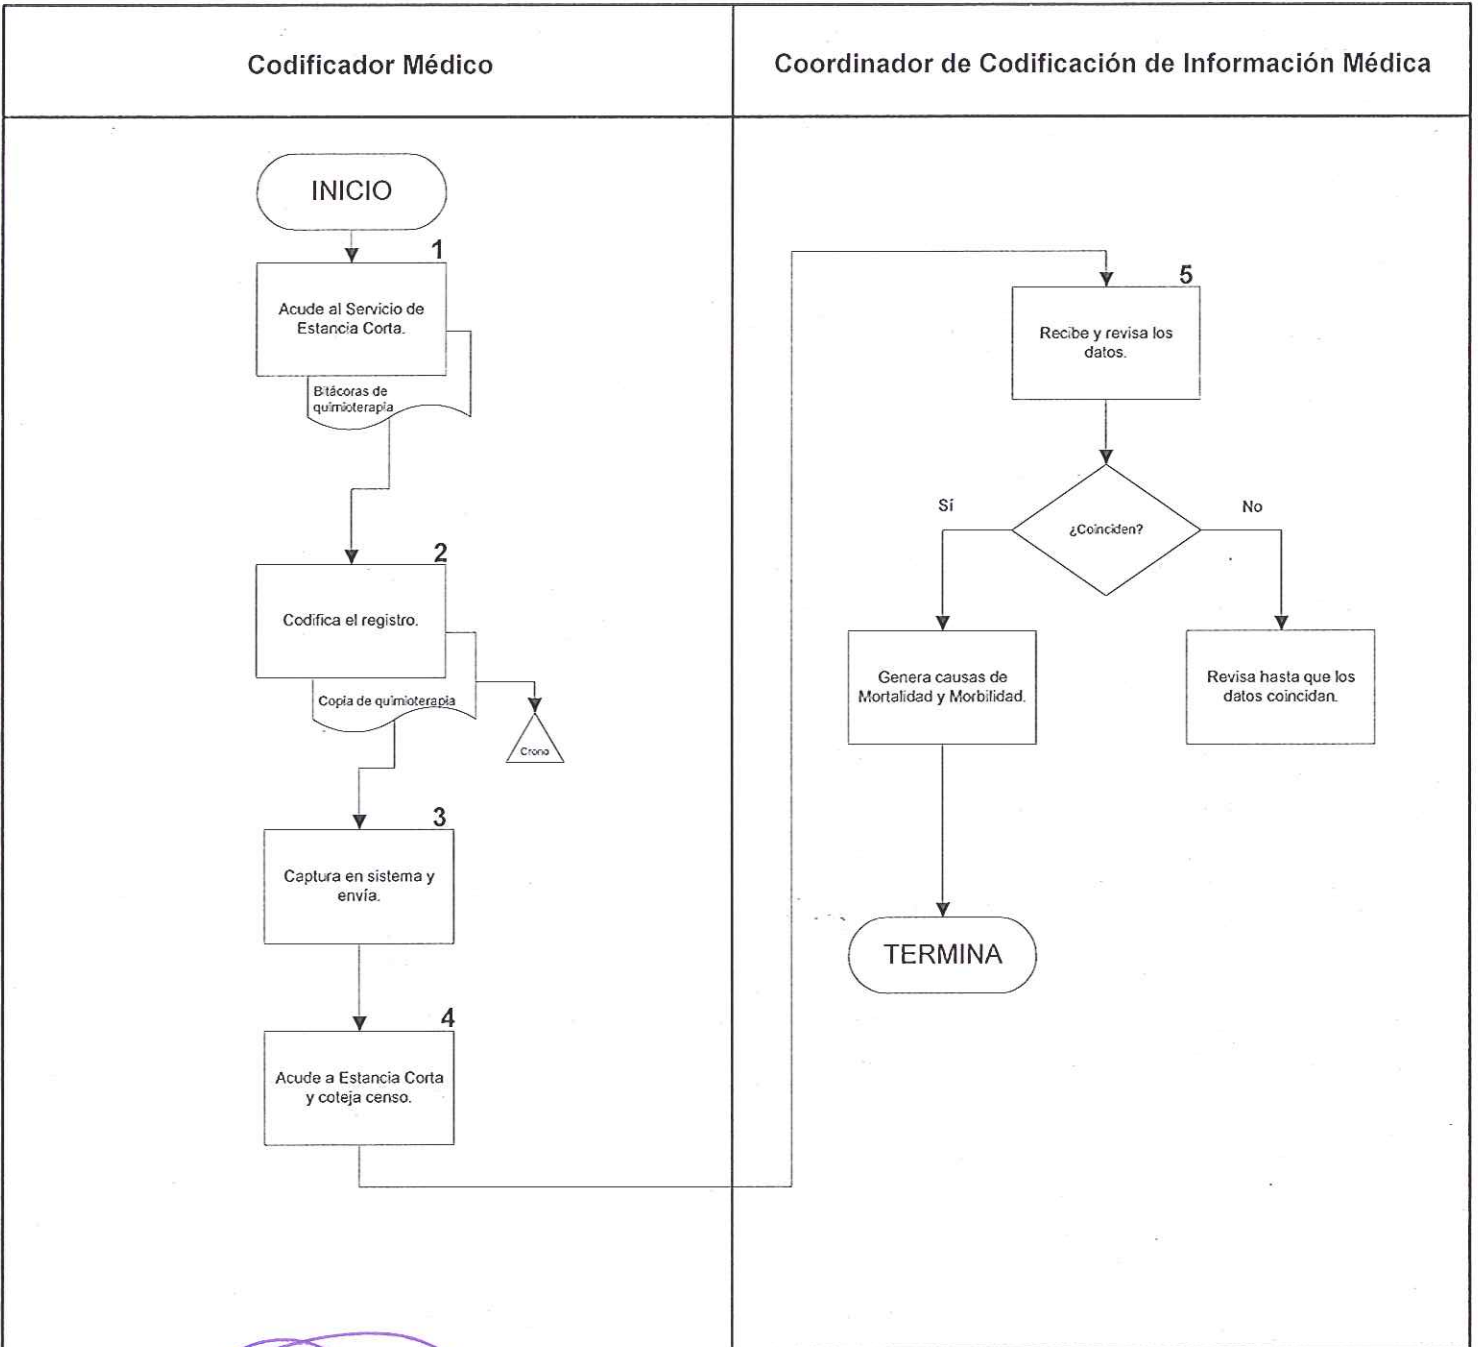 Codificador Médico
Coordinador de Codificación de Información Médica
INICIO
1
Acude al Servicio de
Estancia Corta.
Bitácoras de
quimioterapia
2
Codifica el registro.
Copia de quimioterapia
Crono
3
Captura en sistema y
envía.
4
Acude a Estancia Corta
y coteja censo.
5
Recibe y revisa los
datos.
¿Coinciden?
Sí
No
Genera causas de
Mortalidad y Morbilidad.
Revisa hasta que los
datos coincidan.
TERMINA